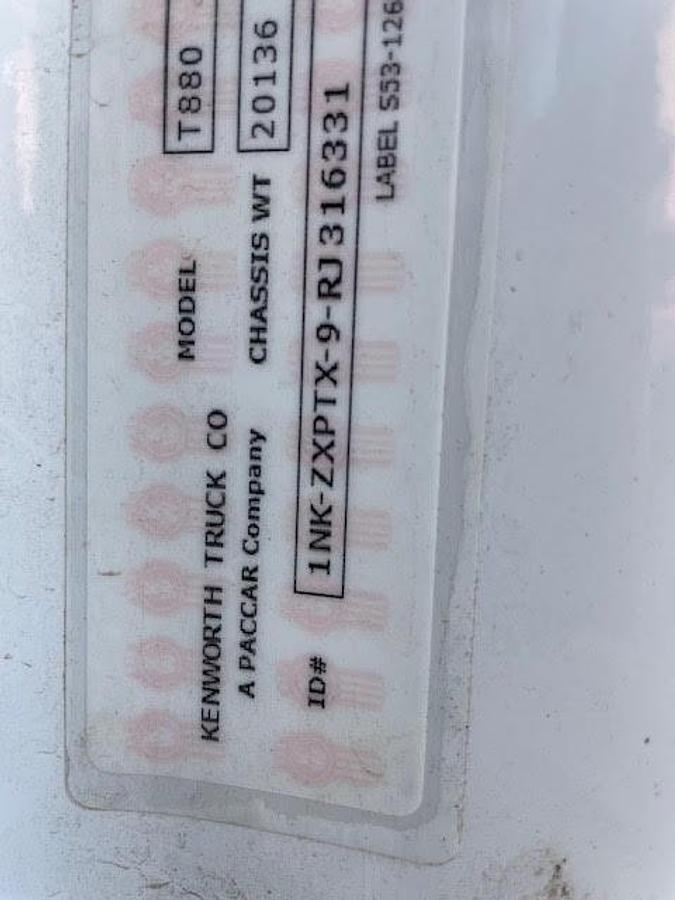 KENWORTH TRUCK CO MODEL T880
A PACCAR Company CHASSIS WT 20136
ID# 1NK-ZXPTX-9-RJ316331
LABEL S53-126